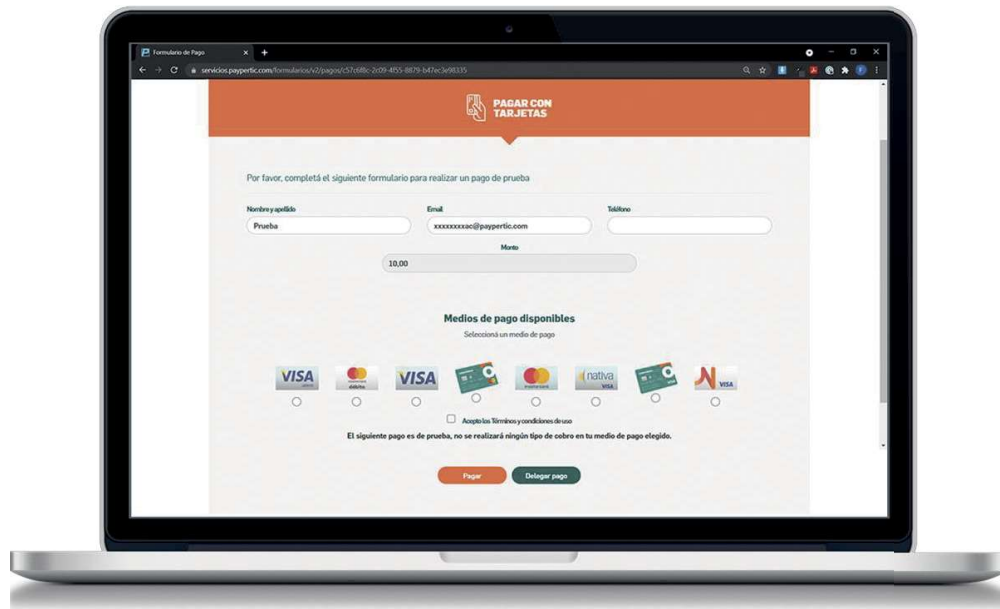 Formulario de Pago
servicios.paypertic.com/formularios/v2/pagos/c57c6f8c-2c09-4f55-8879-b47ec3e98335
PAGAR CON
TARJETAS
Por favor, completá el siguiente formulario para realizar un pago de prueba
Nombre y apellido Email Teléfono
Prueba xxxxxxxxac@paypertic.com
Monto
10,00
Medios de pago disponibles
Seleccioná un medio de pago
VISA débito VISA nativa VISA VISA
Acepto los Términos y condiciones de uso
El siguiente pago es de prueba, no se realizará ningún tipo de cobro en tu medio de pago elegido.
Pagar Delegar pago